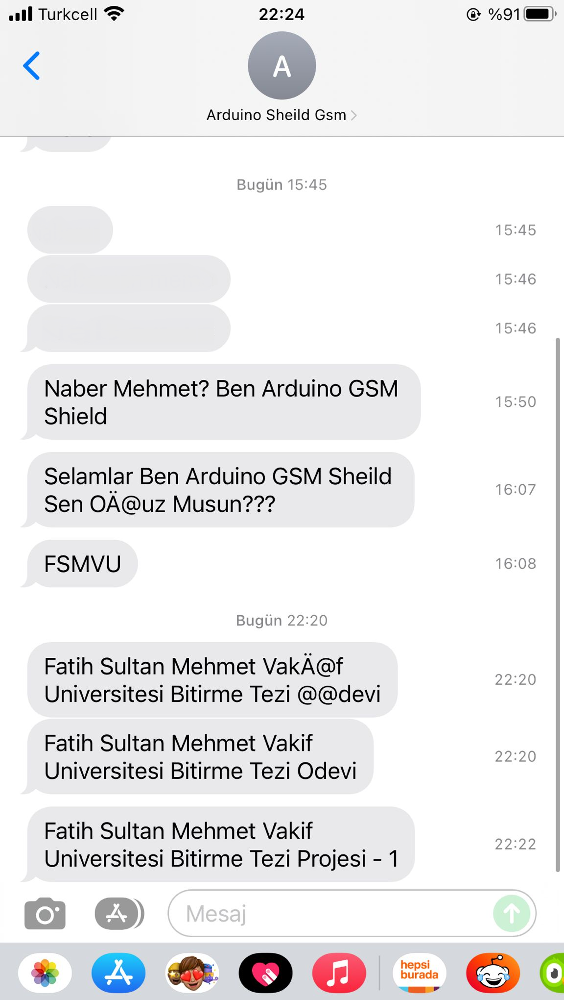 Turkcell
22:24
%91
A
Arduino Sheild Gsm
Bugün 15:45
15:45
15:46
15:46
Naber Mehmet? Ben Arduino GSM
Shield
15:50
Selamlar Ben Arduino GSM Sheild
Sen OÄ@uz Musun???
16:07
FSMVU
16:08
Bugün 22:20
Fatih Sultan Mehmet VakÄ@f
Universitesi Bitirme Tezi @@devi
22:20
Fatih Sultan Mehmet Vakif
Universitesi Bitirme Tezi Odevi
22:20
Fatih Sultan Mehmet Vakif
Universitesi Bitirme Tezi Projesi - 1
22:22
Mesaj
hepsi
burada